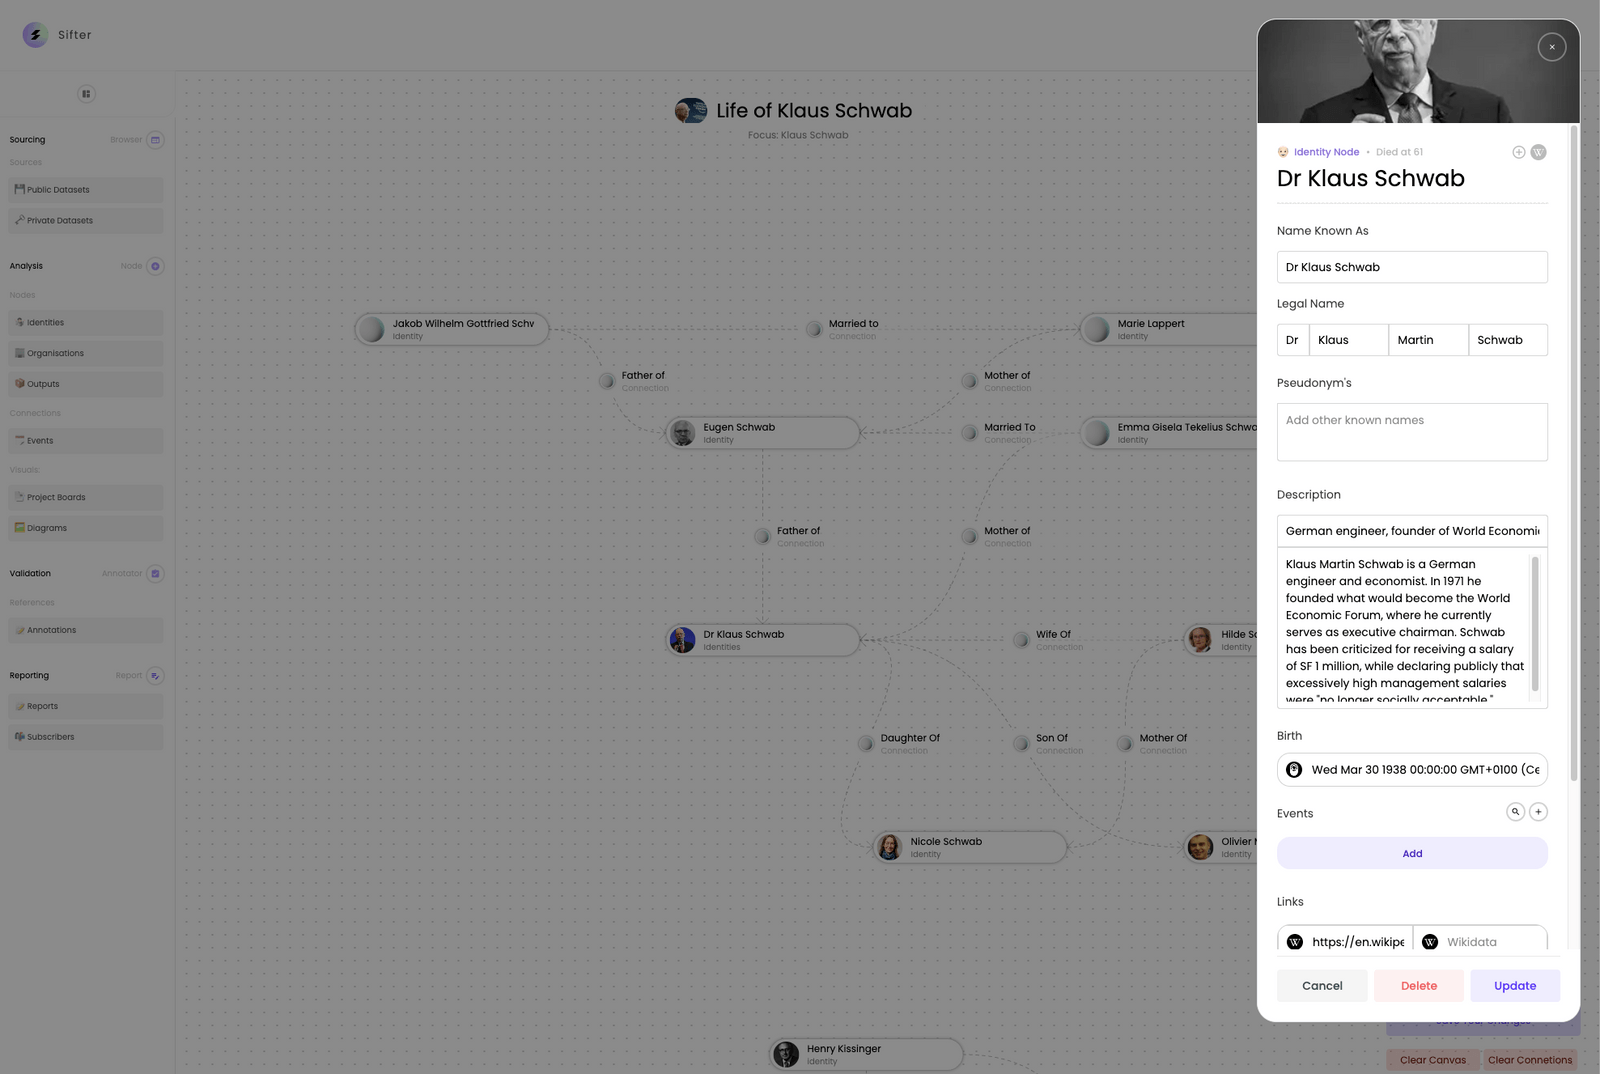 Sifter
Life of Klaus Schwab
Focus: Klaus Schwab
Sourcing
Browser
Sources
Public Datasets
Private Datasets
Analysis
Node
Nodes
Identities
Organisations
Outputs
Connections
Events
Visuals
Project Boards
Diagrams
Validation
Annotator
References
Annotations
Reporting
Report
Reports
Subscribers
Jakob Wilhelm Gottfried Schw
Identity
Married to
Connection
Marie Lappert
Identity
Father of
Connection
Mother of
Connection
Eugen Schwab
Identity
Married To
Connection
Emma Gisela Tekelius Schwa
Identity
Father of
Connection
Mother of
Connection
Dr Klaus Schwab
Identities
Wife Of
Connection
Hilde Sc
Identity
Daughter Of
Connection
Son Of
Connection
Mother Of
Connection
Nicole Schwab
Identity
Olivier
Identity
Henry Kissinger
Identity
Save Your Changes
Clear Canvas
Clear Connetions
×
Identity Node • Died at 61
W
Dr Klaus Schwab
Name Known As
Dr Klaus Schwab
Legal Name
Dr Klaus Martin Schwab
Pseudonym's
Add other known names
Description
German engineer, founder of World Economi
Klaus Martin Schwab is a German
engineer and economist. In 1971 he
founded what would become the World
Economic Forum, where he currently
serves as executive chairman. Schwab
has been criticized for receiving a salary
of SF 1 million, while declaring publicly that
excessively high management salaries
were "no longer socially acceptable."
Birth
Wed Mar 30 1938 00:00:00 GMT+0100 (Ce
Events
Add
Links
W https://en.wikipe
W Wikidata
Cancel
Delete
Update